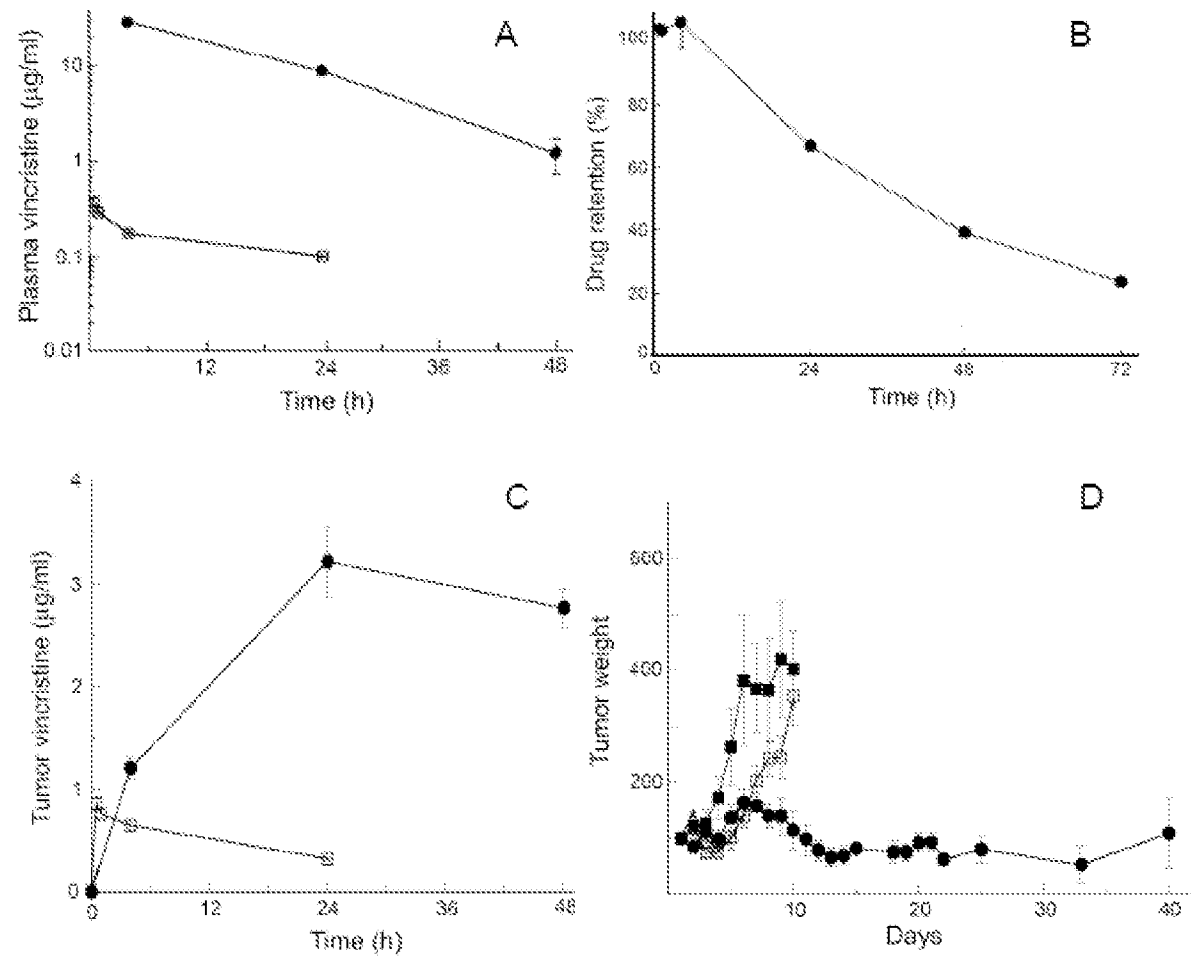 A
Plasma vincristine (µg/ml)
10
1
0.1
0.01
12
24
36
48
Time (h)
B
Drug retention (%)
100
80
60
40
20
0
0
24
48
72
Time (h)
C
Tumor vincristine (µg/ml)
4
3
2
1
0
0
12
24
36
48
Time (h)
D
Tumor weight
600
400
200
10
20
30
40
Days